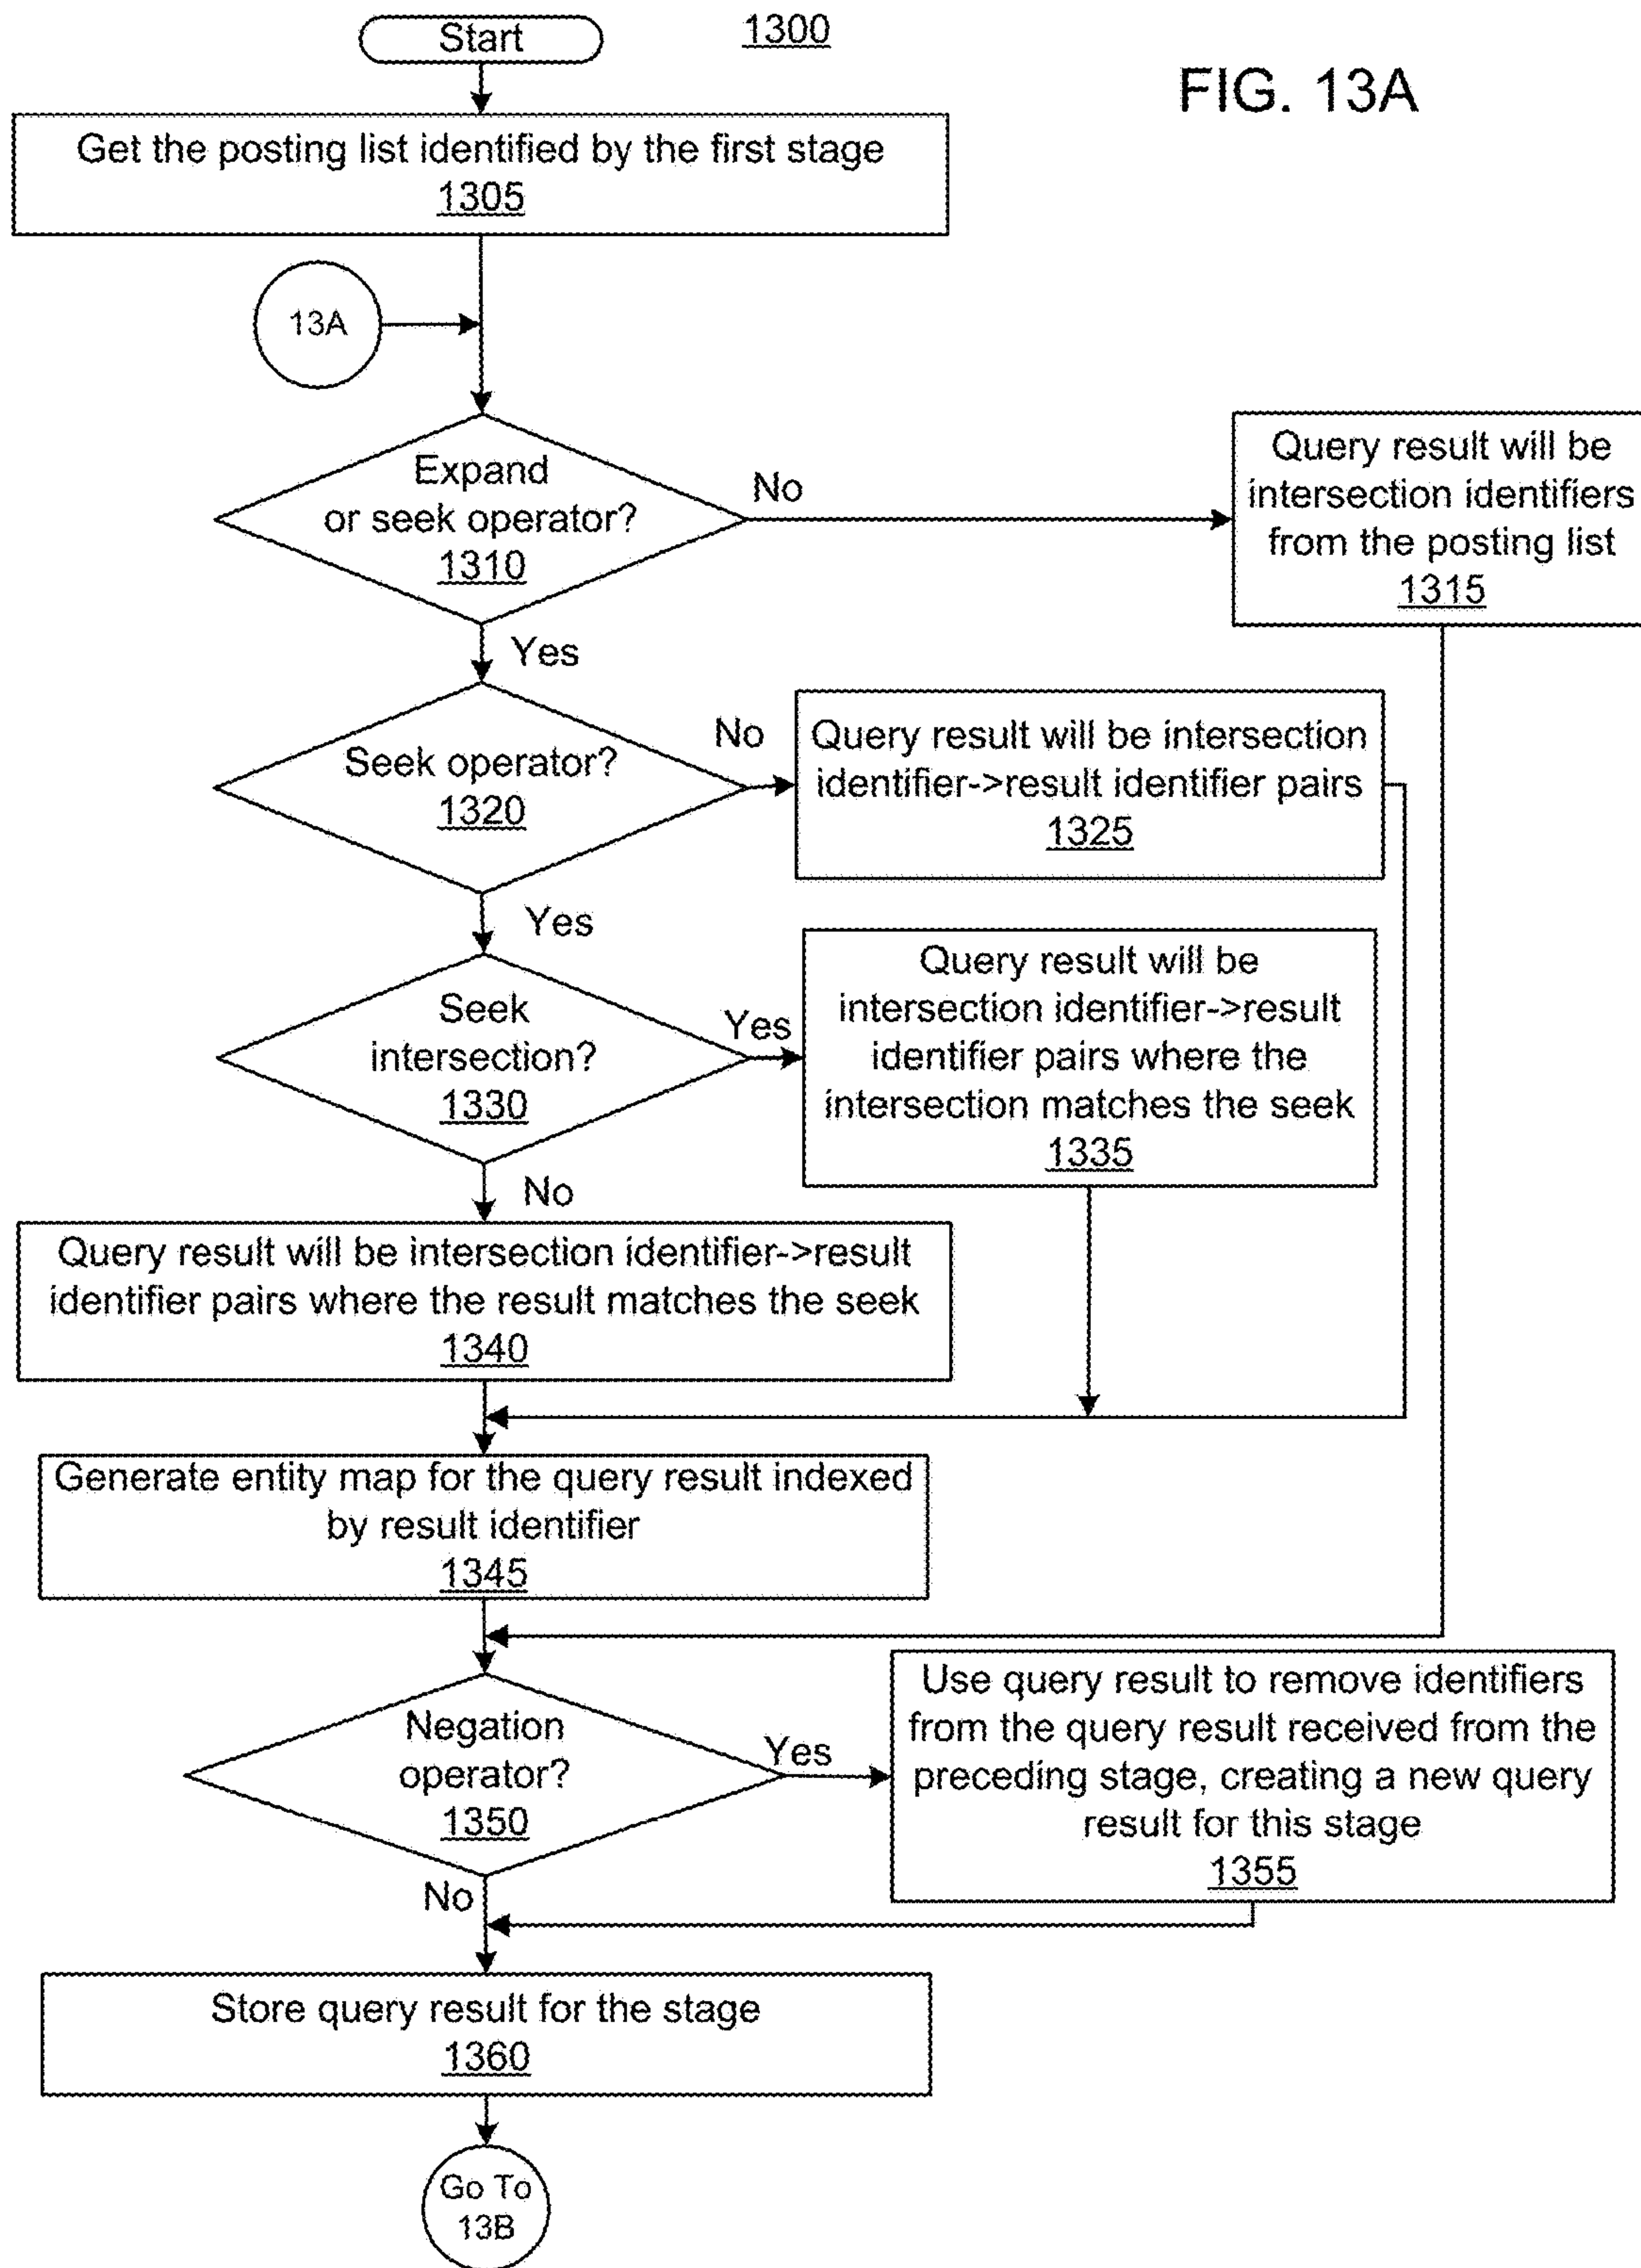 Start
1300
FIG. 13A
Get the posting list identified by the first stage
1305
13A
Expand
or seek operator?
1310
No
Query result will be
intersection identifiers
from the posting list
1315
Yes
Seek operator?
1320
No
Query result will be intersection
identifier->result identifier pairs
1325
Yes
Seek
intersection?
1330
Yes
Query result will be
intersection identifier->result
identifier pairs where the
intersection matches the seek
1335
No
Query result will be intersection identifier->result
identifier pairs where the result matches the seek
1340
Generate entity map for the query result indexed
by result identifier
1345
Negation
operator?
1350
Yes
Use query result to remove identifiers
from the query result received from the
preceding stage, creating a new query
result for this stage
1355
No
Store query result for the stage
1360
Go To
13B